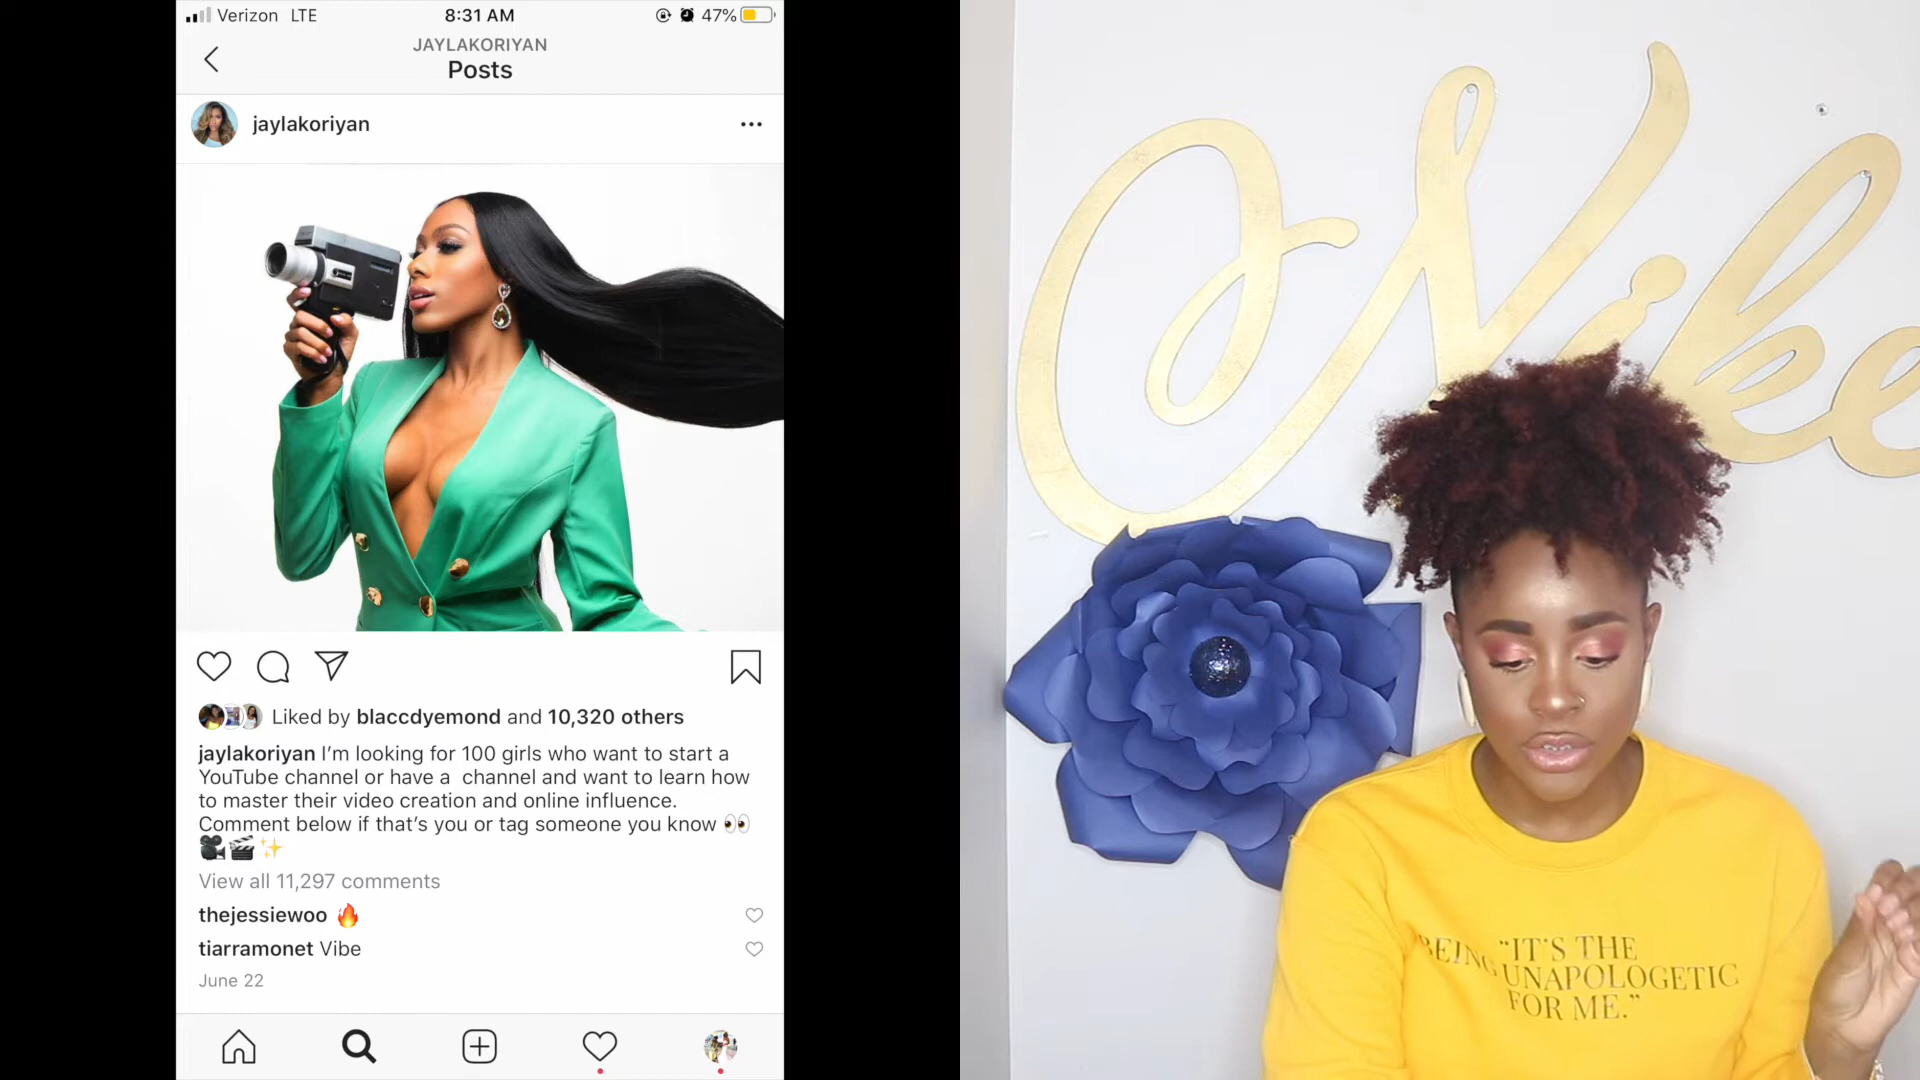 Verizon LTE 8:31 AM 47%
JAYLAKORIYAN
Posts
jaylakoriyan
Liked by blaccdyemond and 10,320 others
jaylakoriyan I'm looking for 100 girls who want to start a
YouTube channel or have a channel and want to learn how
to master their video creation and online influence.
Comment below if that's you or tag someone you know 👀
🎥🎬✨
View all 11,297 comments
thejessiewoo 🔥
tiarramonet Vibe
June 22
Nike
"IT'S THE
BEING UNAPOLOGETIC
FOR ME."